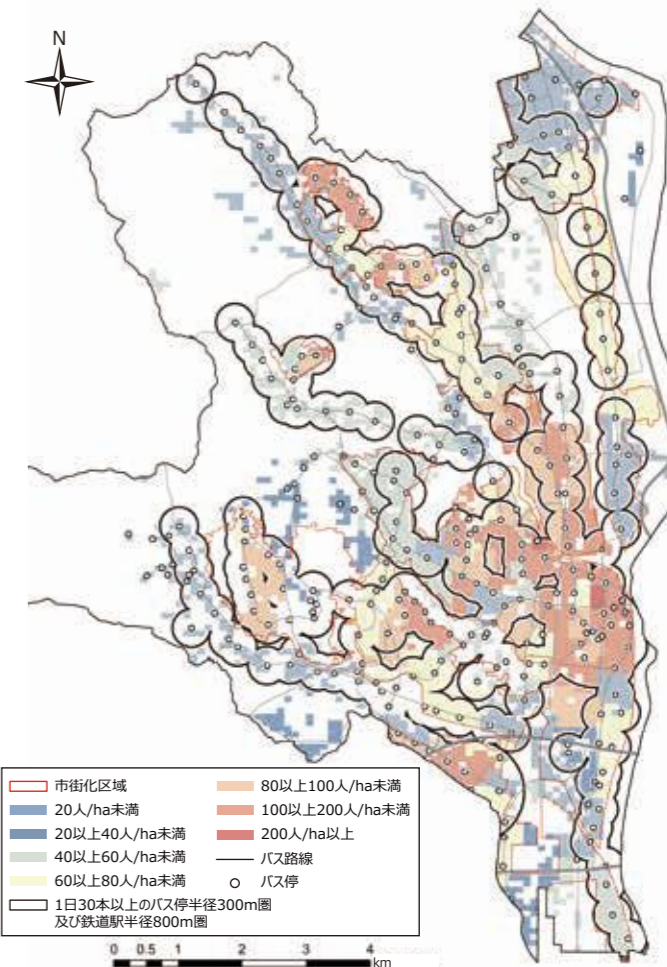 N
市街化区域
20人/ha未満
20以上40人/ha未満
40以上60人/ha未満
60以上80人/ha未満
80以上100人/ha未満
100以上200人/ha未満
200人/ha以上
バス路線
バス停
1日30本以上のバス停半径300m圏
及び鉄道駅半径800m圏
0 0.5 1 2 3 4
km